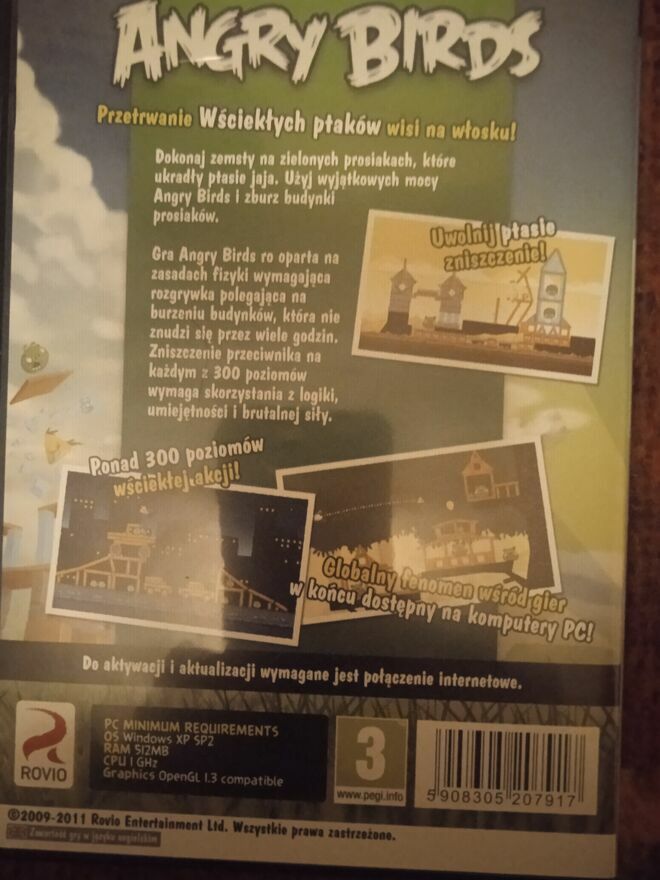 ANGRY BIRDS
Przetrwanie Wściekłych ptaków wisi na włosku!
Dokonaj zemsty na zielonych prosiakach, które
ukradły ptasie jaja. Użyj wyjątkowych mocy
Angry Birds i zburz budynki
prosiaków.
Gra Angry Birds ro oparta na
zasadach fizyki wymagająca
rozgrywka polegająca na
burzeniu budynków, która nie
znudzi się przez wiele godzin.
Zniszczenie przeciwnika na
każdym z 300 poziomów
wymaga skorzystania z logiki,
umiejętności i brutalnej siły.
Uwolnij ptasie
zniszczenie!
Ponad 300 poziomów
wściekłej akcji!
Globalny fenomen wśród gier
w końcu dostępny na komputery PC!
Do aktywacji i aktualizacji wymagane jest połączenie internetowe.
ROVIO
PC MINIMUM REQUIREMENTS
OS Windows XP SP2
RAM 512MB
CPU 1 GHz
Graphics OpenGL 1.3 compatible
3
www.pegi.info
5 908305 207917
©2009-2011 Rovio Entertainment Ltd. Wszystkie prawa zastrzeżone.
Zawartość gry w języku angielskim